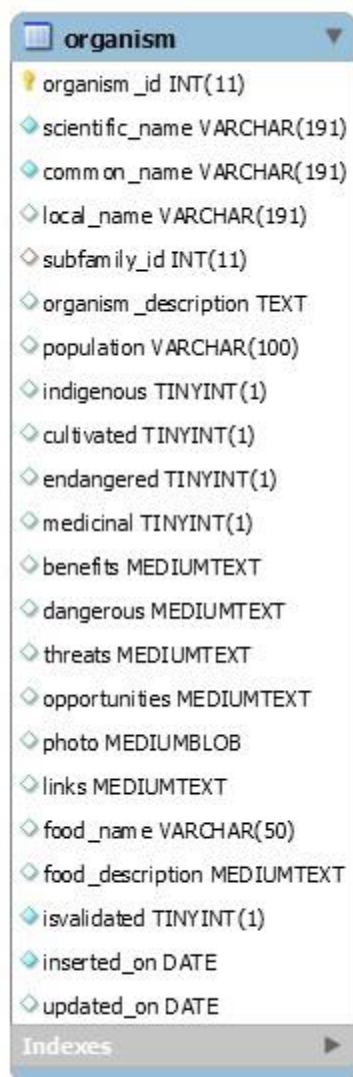 organism
organism_id INT(11)
scientific_name VARCHAR(191)
common_name VARCHAR(191)
local_name VARCHAR(191)
subfamily_id INT(11)
organism_description TEXT
population VARCHAR(100)
indigenous TINYINT(1)
cultivated TINYINT(1)
endangered TINYINT(1)
medicinal TINYINT(1)
benefits MEDIUMTEXT
dangerous MEDIUMTEXT
threats MEDIUMTEXT
opportunities MEDIUMTEXT
photo MEDIUMBLOB
links MEDIUMTEXT
food_name VARCHAR(50)
food_description MEDIUMTEXT
isvalidated TINYINT(1)
inserted_on DATE
updated_on DATE
Indexes